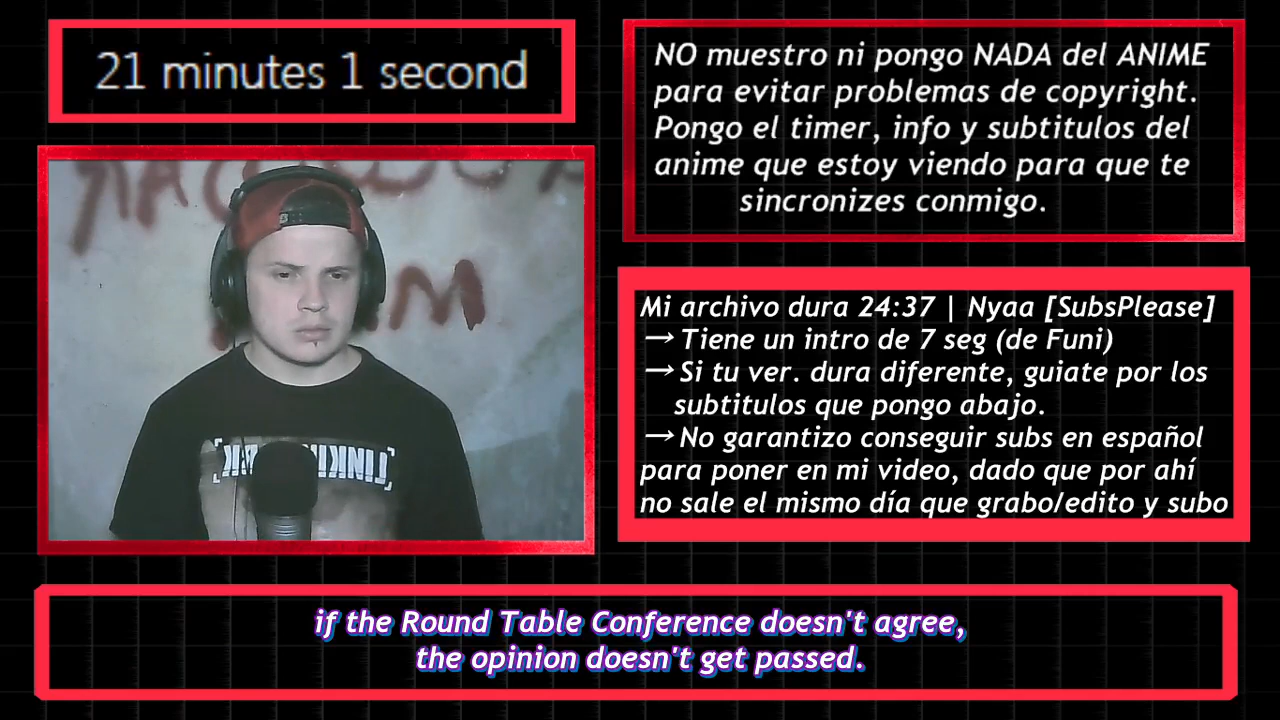 21 minutes 1 second
NO muestro ni pongo NADA del ANIME
para evitar problemas de copyright.
Pongo el timer, info y subtitulos del
anime que estoy viendo para que te
sincronizes conmigo.
Mi archivo dura 24:37 | Nyaa [SubsPlease]
→ Tiene un intro de 7 seg (de Funi)
→ Si tu ver. dura diferente, guiate por los
subtitulos que pongo abajo.
→ No garantizo conseguir subs en español
para poner en mi video, dado que por ahí
no sale el mismo día que grabo/edito y subo
if the Round Table Conference doesn't agree,
the opinion doesn't get passed.